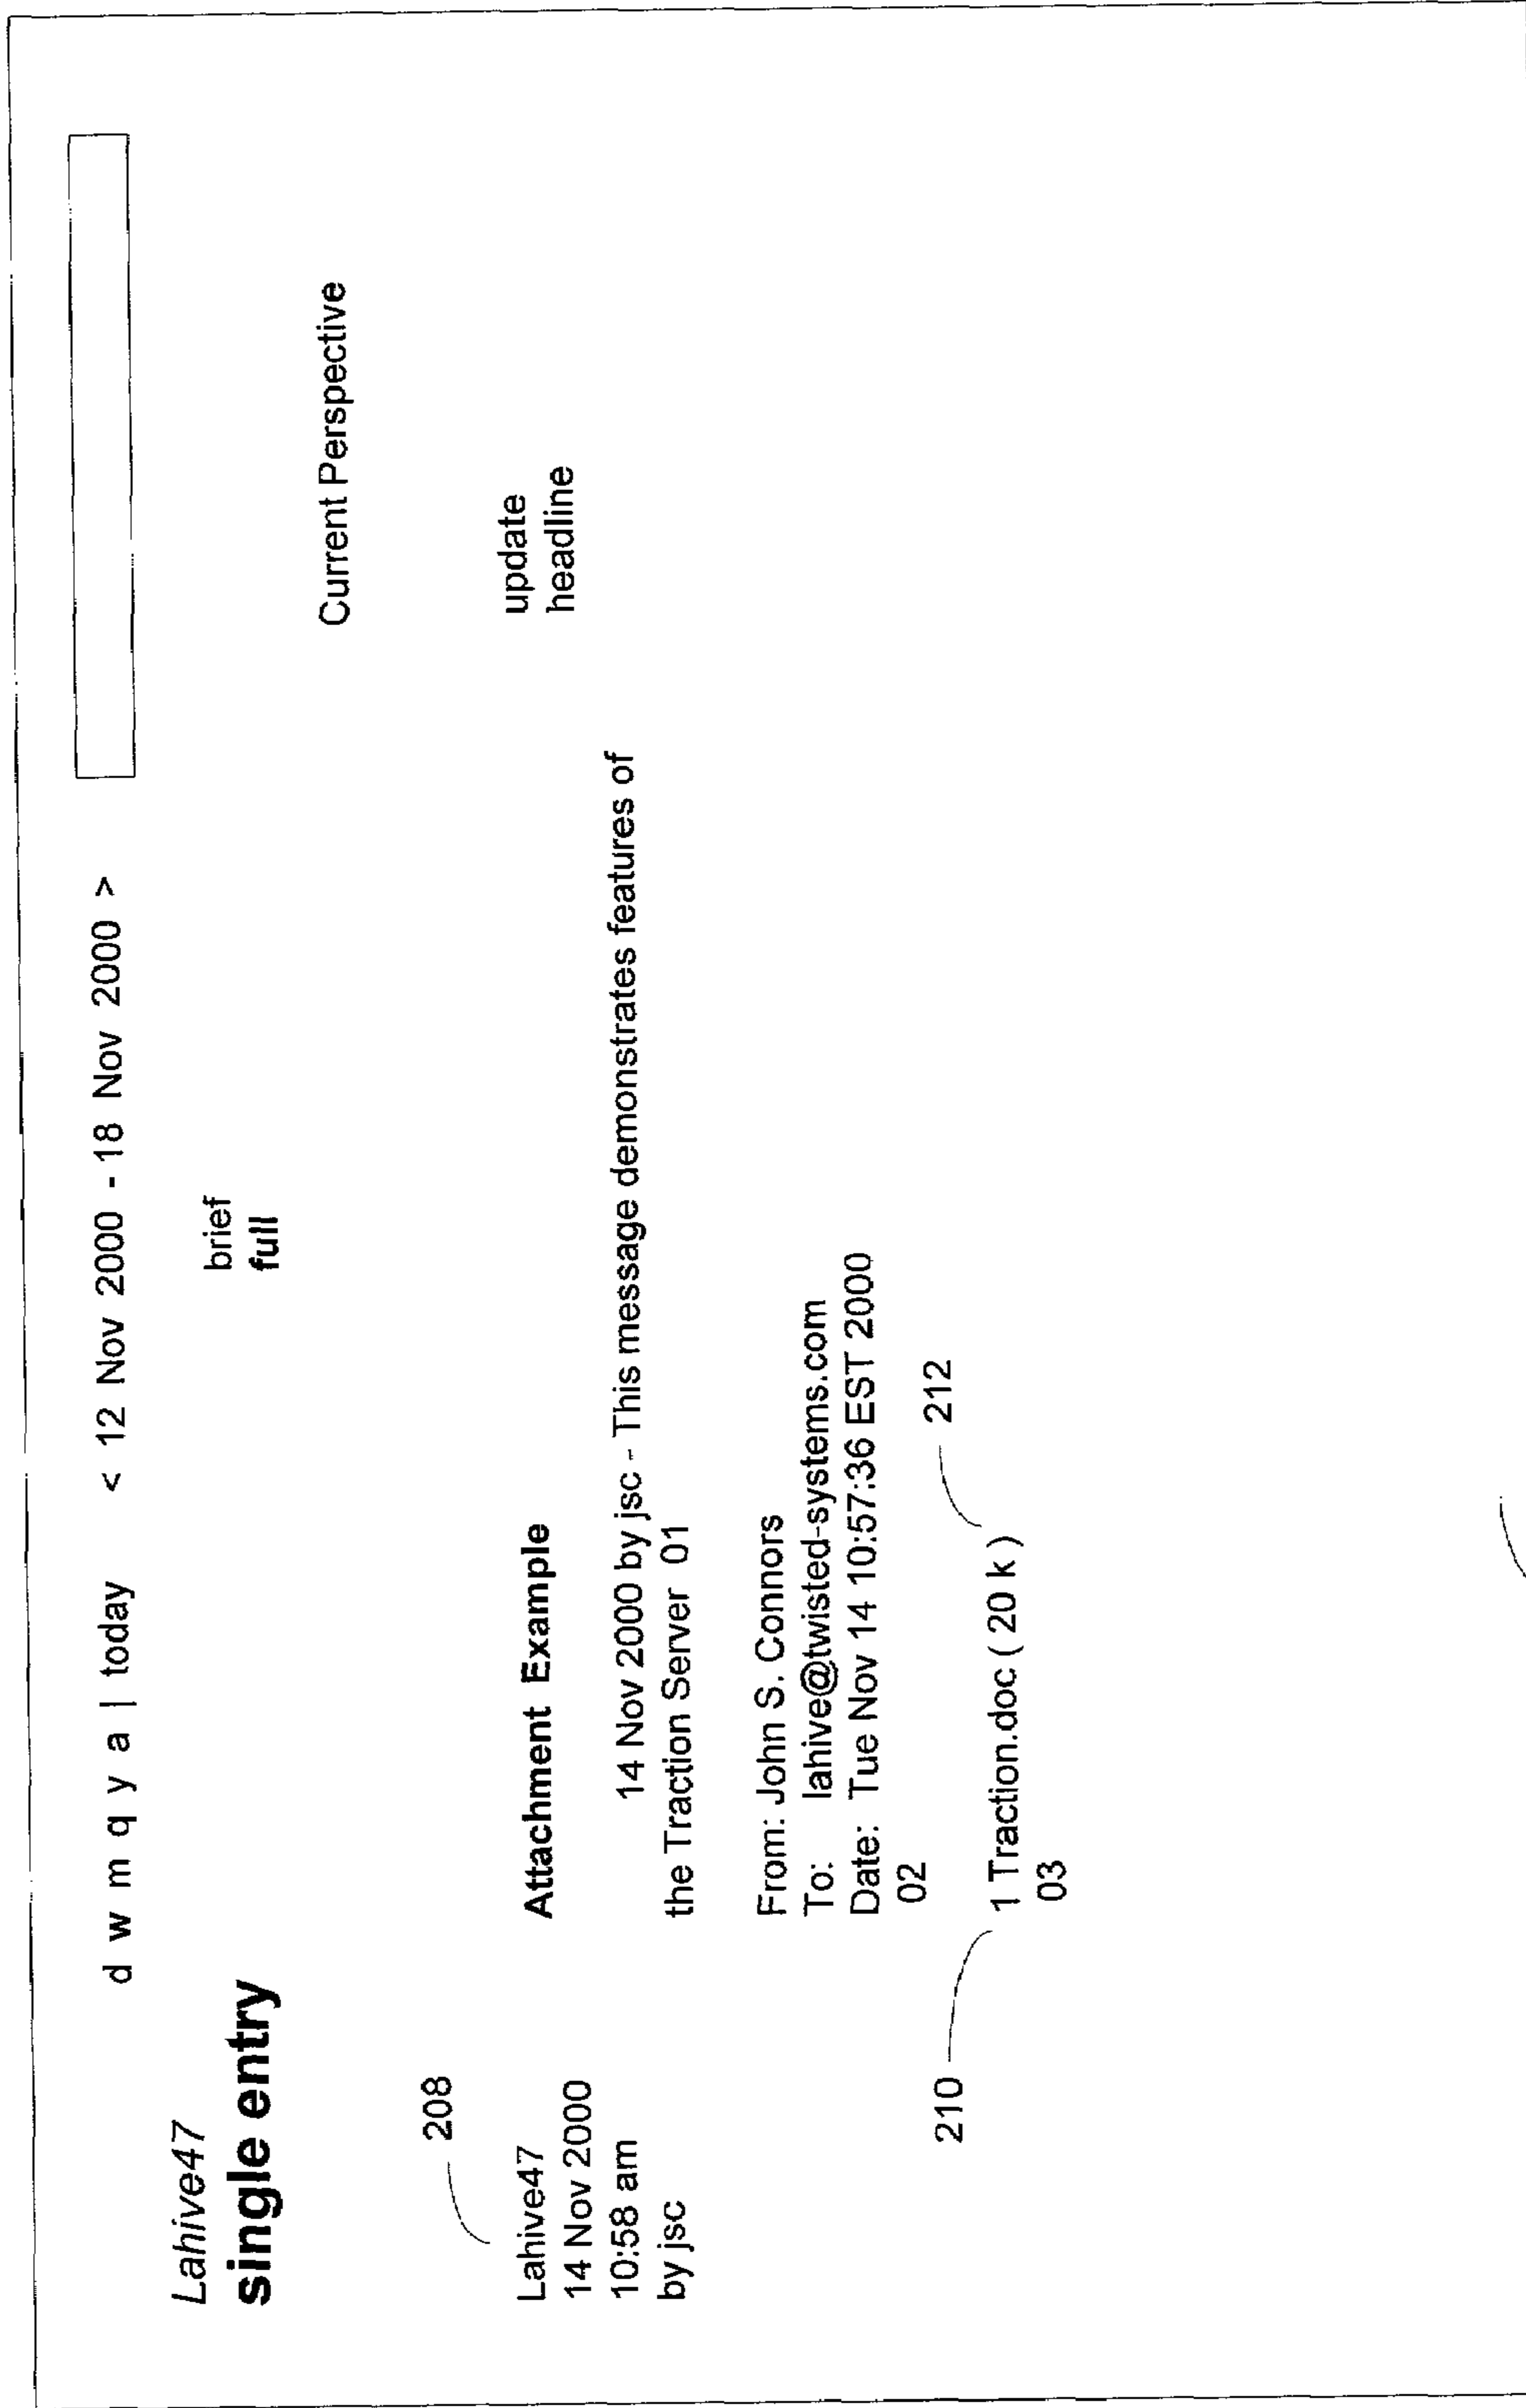 d w m q y a | today < 12 Nov 2000 - 18 Nov 2000 >
Lahive47
single entry
brief
full
Current Perspective
208
Lahive47
14 Nov 2000
10:58 am
by jsc
Attachment Example
update
headline
14 Nov 2000 by jsc - This message demonstrates features of
the Traction Server 01
From: John S. Connors
To: lahive@twisted-systems.com
Date: Tue Nov 14 10:57:36 EST 2000
02
212
210
1 Traction.doc ( 20 k )
03